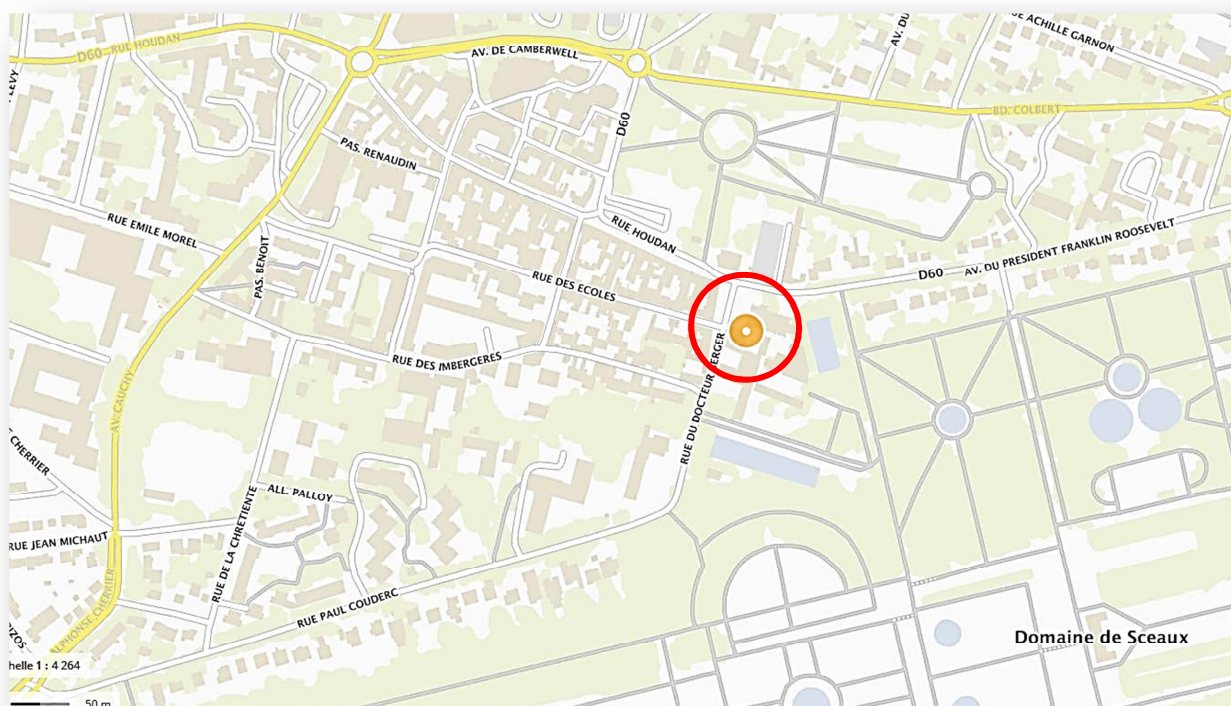 RUE ACHILLE GARNON
AV. DU
D60 RUE HOUDAN
AV. DE CAMBERWELL
LEVY
BD. COLBERT
D60
PAS. RENAUDIN
RUE EMILE MOREL
RUE HOUDAN
AV. DU PRESIDENT FRANKLIN ROOSEVELT
D60
PAS. BENOIT
RUE DES ECOLES
RUE DES IMBERGERES
RUE DU DOCTEUR BERGER
AV. CAUCHY
CHERRIER
ALL. PALLOY
RUE JEAN MICHAUT
RUE DE LA CHRETIENTE
RUE PAUL COUDERC
ALPHONSE CHERRIER
Domaine de Sceaux
helle 1 : 4 264
50 m